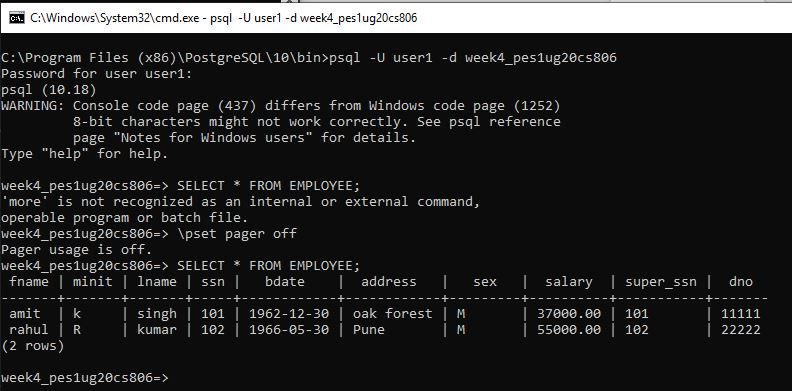 C:\Windows\System32\cmd.exe - psql  -U user1 -d week4_pes1ug20cs806
C:\Program Files (x86)\PostgreSQL\10\bin>psql -U user1 -d week4_pes1ug20cs806
Password for user user1:
psql (10.18)
WARNING: Console code page (437) differs from Windows code page (1252)
         8-bit characters might not work correctly. See psql reference
         page "Notes for Windows users" for details.
Type "help" for help.
week4_pes1ug20cs806=> SELECT * FROM EMPLOYEE;
'more' is not recognized as an internal or external command,
operable program or batch file.
week4_pes1ug20cs806=> \pset pager off
Pager usage is off.
week4_pes1ug20cs806=> SELECT * FROM EMPLOYEE;
 fname | minit | lname | ssn |   bdate    |  address   |   sex   |  salary  | super_ssn |  dno
-------+-------+-------+-----+------------+------------+---------+----------+-----------+-------
 amit  | k     | singh | 101 | 1962-12-30 | oak forest | M       | 37000.00 | 101       | 11111
 rahul | R     | kumar | 102 | 1966-05-30 | Pune       | M       | 55000.00 | 102       | 22222
(2 rows)
week4_pes1ug20cs806=>